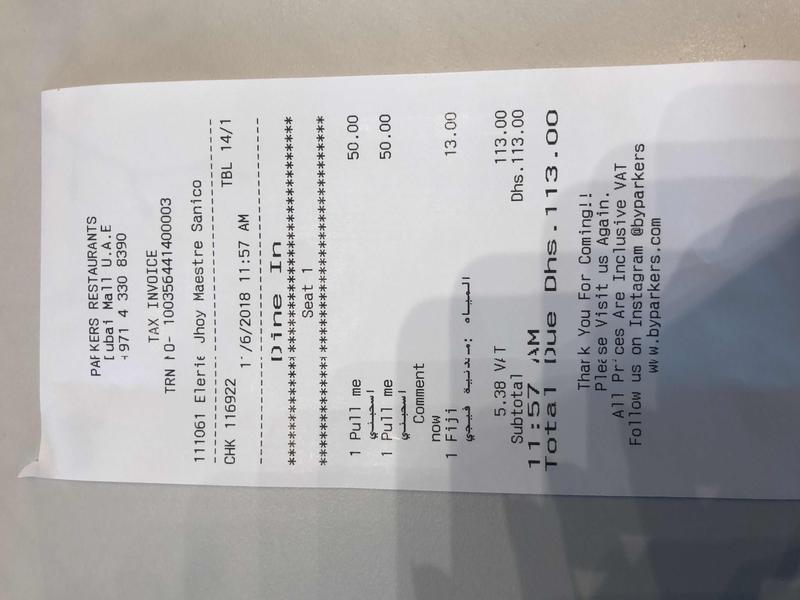 PARKERS RESTAURANTS
Dubai Mall U.A.E
+971 4 330 8390
TAX INVOICE
TRN NO- 100356441400003
111061 Eleric Jhoy Maestre Sanico
CHK 116922 TBL 14/1
11/6/2018 11:57 AM
Dine In
Seat 1
1 Pull me 50.00
اسحبني
1 Pull me 50.00
اسحبني
Comment
now
1 Fiji 13.00
المياه المعدنية فيجي
5.38 VAT 113.00
Subtotal Dhs.113.00
11:57 AM
Total Due Dhs.113.00
Thank You For Coming!!
Please Visit us Again.
All Prices Are Inclusive VAT
Follow us on Instagram @byparkers
www.byparkers.com